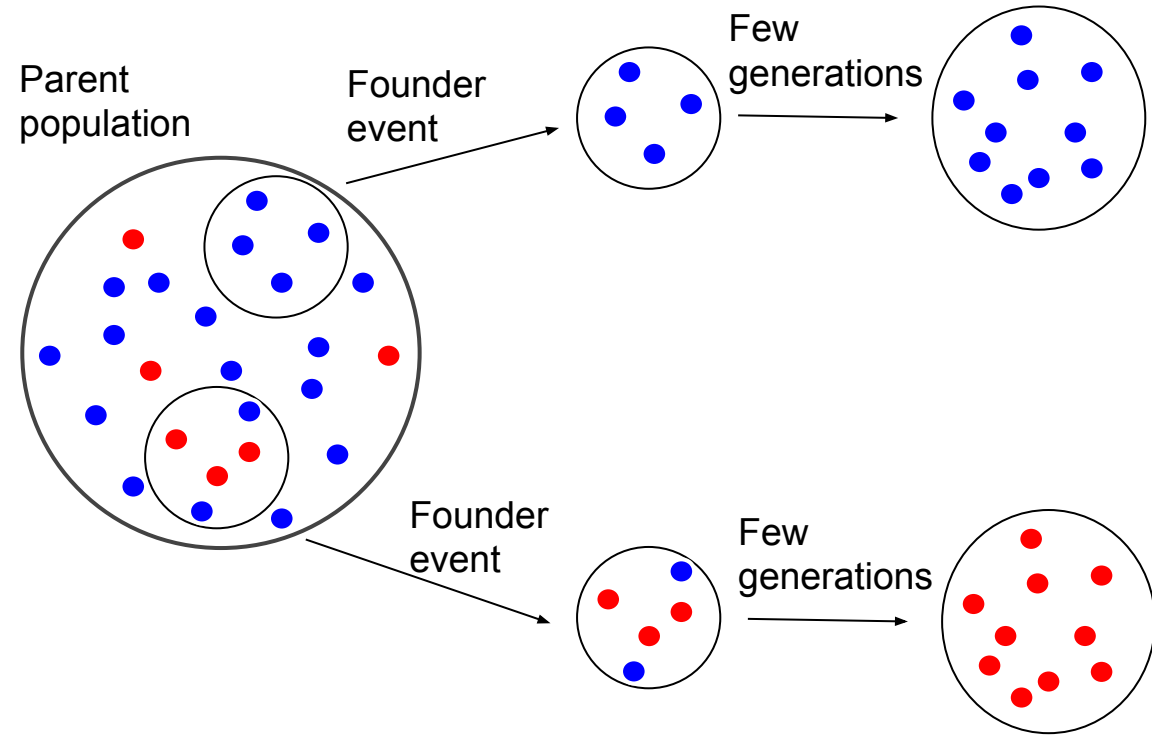 Parent
population
Founder
event
Few
generations
Founder
event
Few
generations